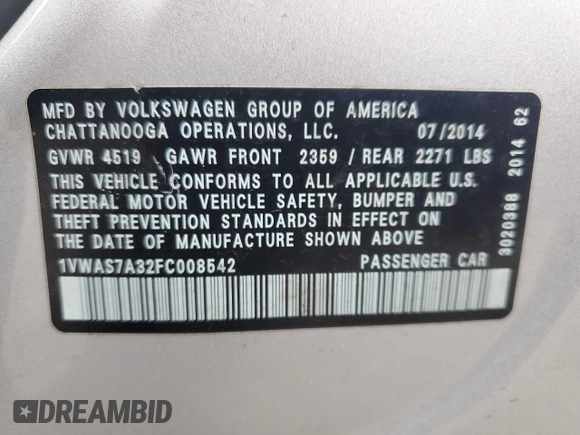 MFD BY VOLKSWAGEN GROUP OF AMERICA
CHATTANOOGA OPERATIONS, LLC. 07/2014
GVWR 4519 GAWR FRONT 2359 / REAR 2271 LBS
THIS VEHICLE CONFORMS TO ALL APPLICABLE U.S.
FEDERAL MOTOR VEHICLE SAFETY, BUMPER AND
THEFT PREVENTION STANDARDS IN EFFECT ON
THE DATE OF MANUFACTURE SHOWN ABOVE
1VWAS7A32FC008542 PASSENGER CAR
3020388 2014 62
DREAMBID